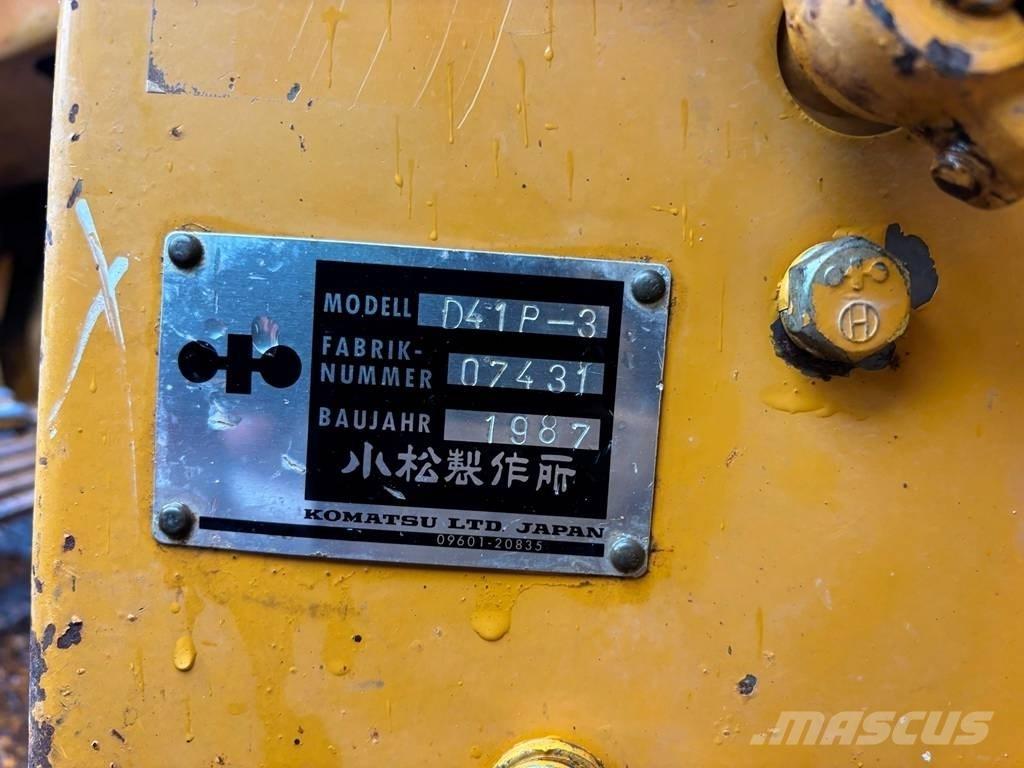 MODELL D41P-3
FABRIK-
NUMMER 07431
BAUJAHR 1987
小松製作所
KOMATSU LTD. JAPAN
09601-20835
H
MASCUS